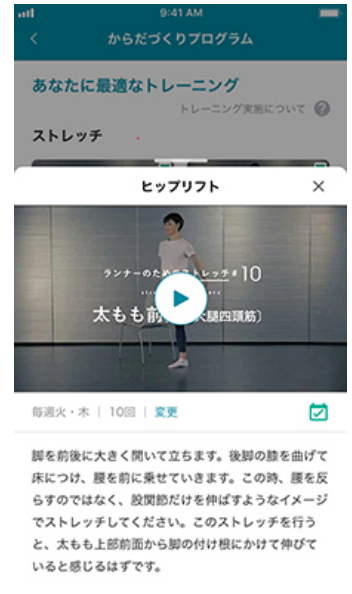 9:41 AM
からだづくりプログラム
あなたに最適なトレーニング
トレーニング実施について ?
ストレッチ
ヒップリフト
ランナーのためのストレッチ# 10
太もも前 大腿四頭筋)
毎週火・木 | 10回 | 変更
脚を前後に大きく開いて立ちます。後脚の膝を曲げて
床につけ、腰を前に乗せていきます。この時、腰を反
らすのではなく、股関節だけを伸ばすようなイメージ
でストレッチしてください。このストレッチを行う
と、太もも上部前面から脚の付け根にかけて伸びて
いると感じるはずです。